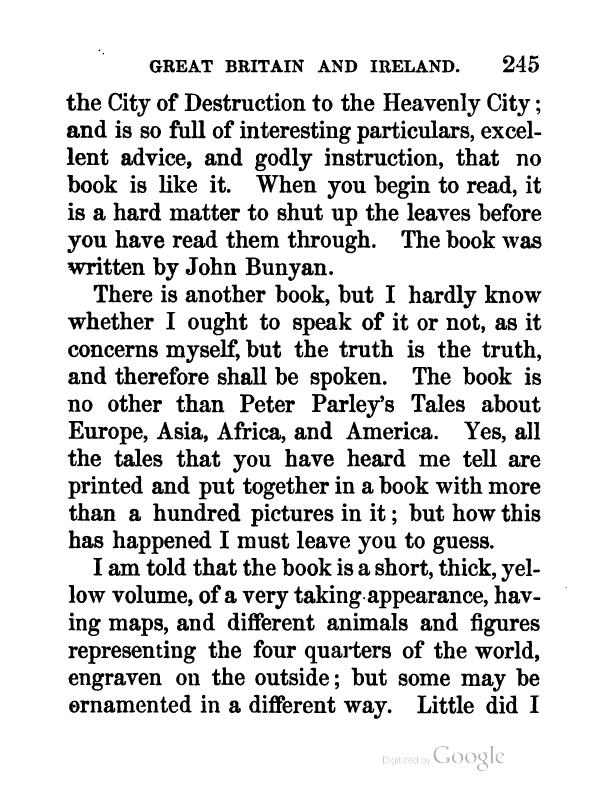 GREAT BRITAIN AND IRELAND. 245
the City of Destruction to the Heavenly City;
and is so full of interesting particulars, excel-
lent advice, and godly instruction, that no
book is like it. When you begin to read, it
is a hard matter to shut up the leaves before
you have read them through. The book was
written by John Bunyan.
There is another book, but I hardly know
whether I ought to speak of it or not, as it
concerns myself, but the truth is the truth,
and therefore shall be spoken. The book is
no other than Peter Parley's Tales about
Europe, Asia, Africa, and America. Yes, all
the tales that you have heard me tell are
printed and put together in a book with more
than a hundred pictures in it; but how this
has happened I must leave you to guess.
I am told that the book is a short, thick, yel-
low volume, of a very taking appearance, hav-
ing maps, and different animals and figures
representing the four quarters of the world,
engraven on the outside; but some may be
ornamented in a different way. Little did I
Digitized by Google